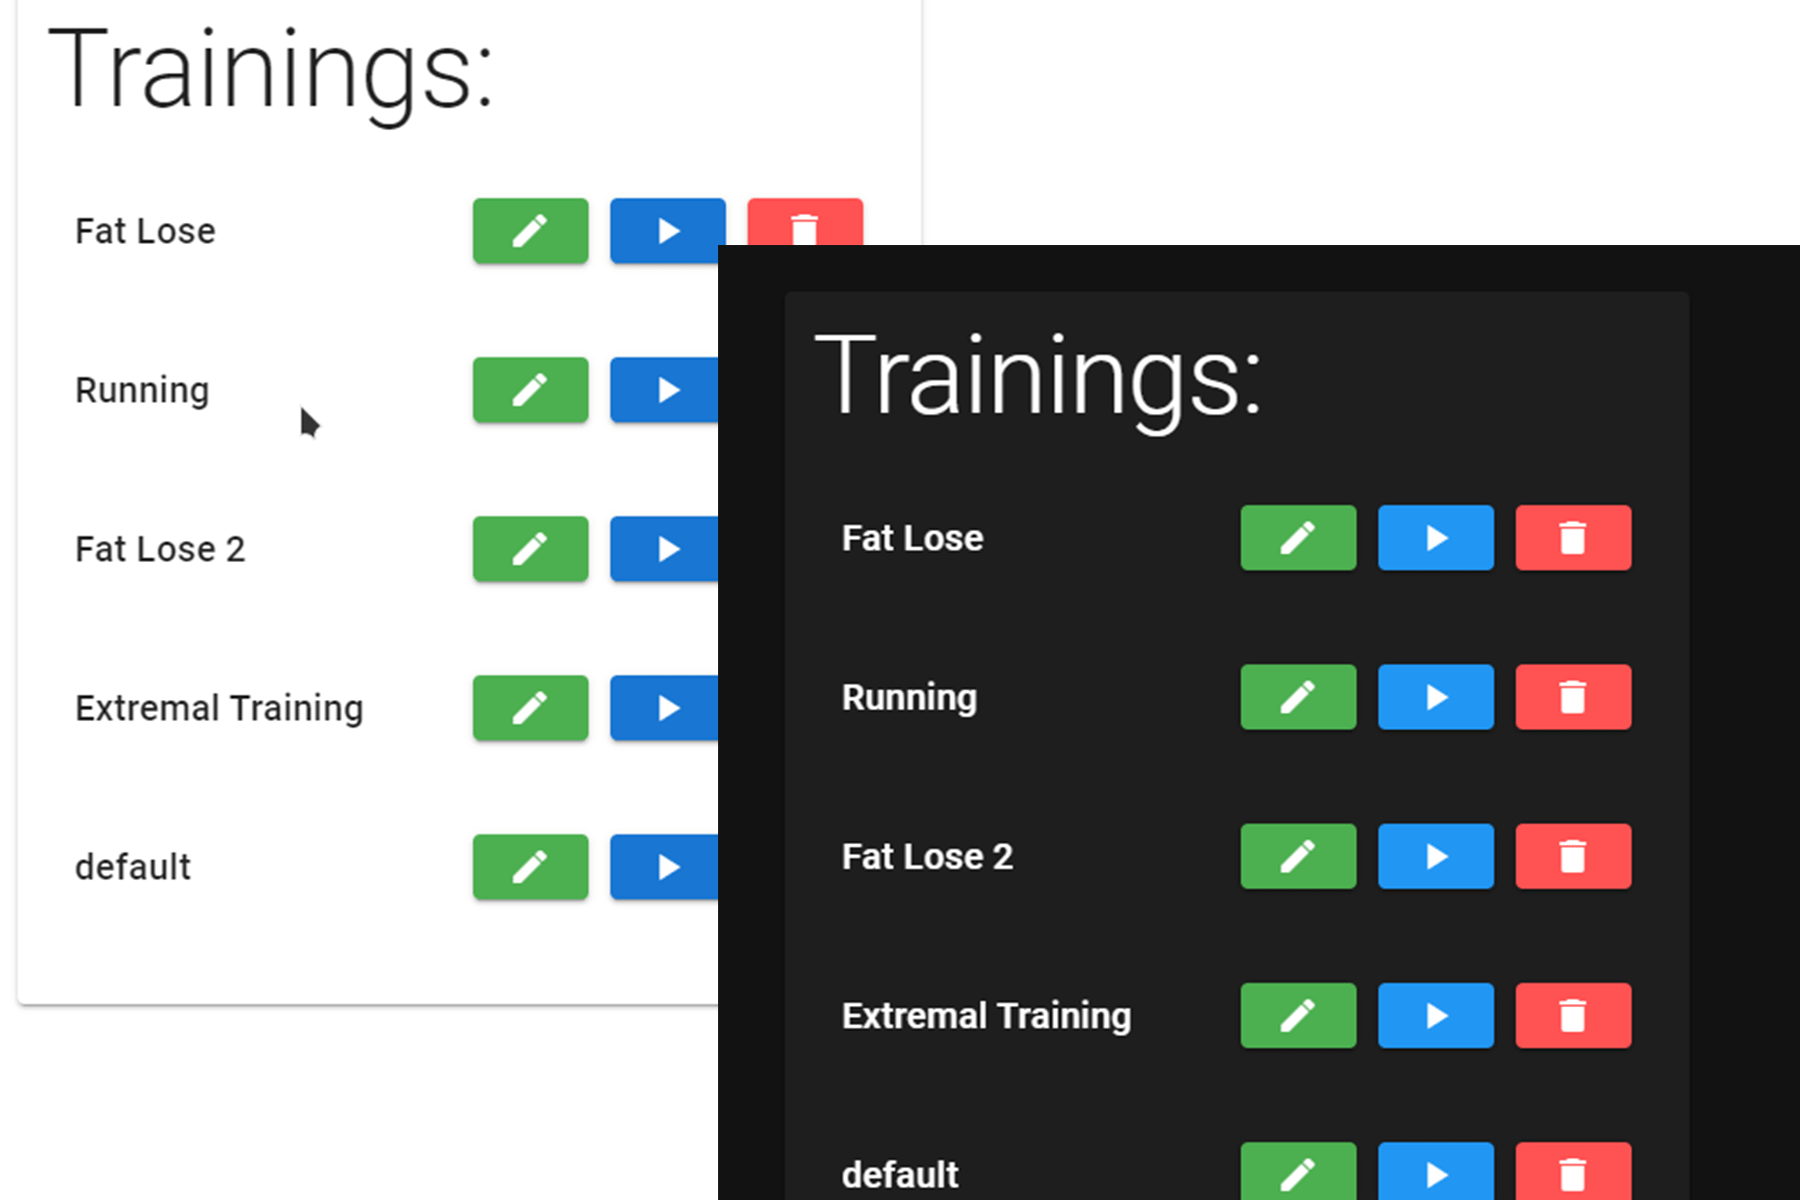 Trainings:
Fat Lose
Running
Fat Lose 2
Extremal Training
default
Trainings:
Fat Lose
Running
Fat Lose 2
Extremal Training
default